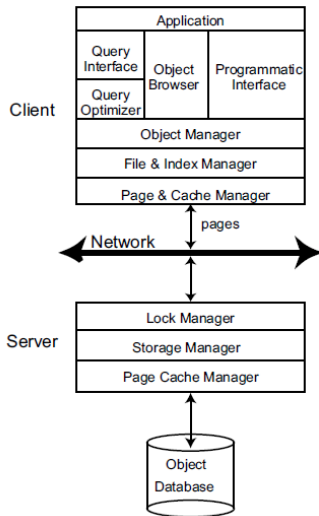 Application
Query
Interface
Query
Optimizer
Object
Browser
Programmatic
Interface
Client
Object Manager
File & Index Manager
Page & Cache Manager
pages
Network
Lock Manager
Server
Storage Manager
Page Cache Manager
Object
Database